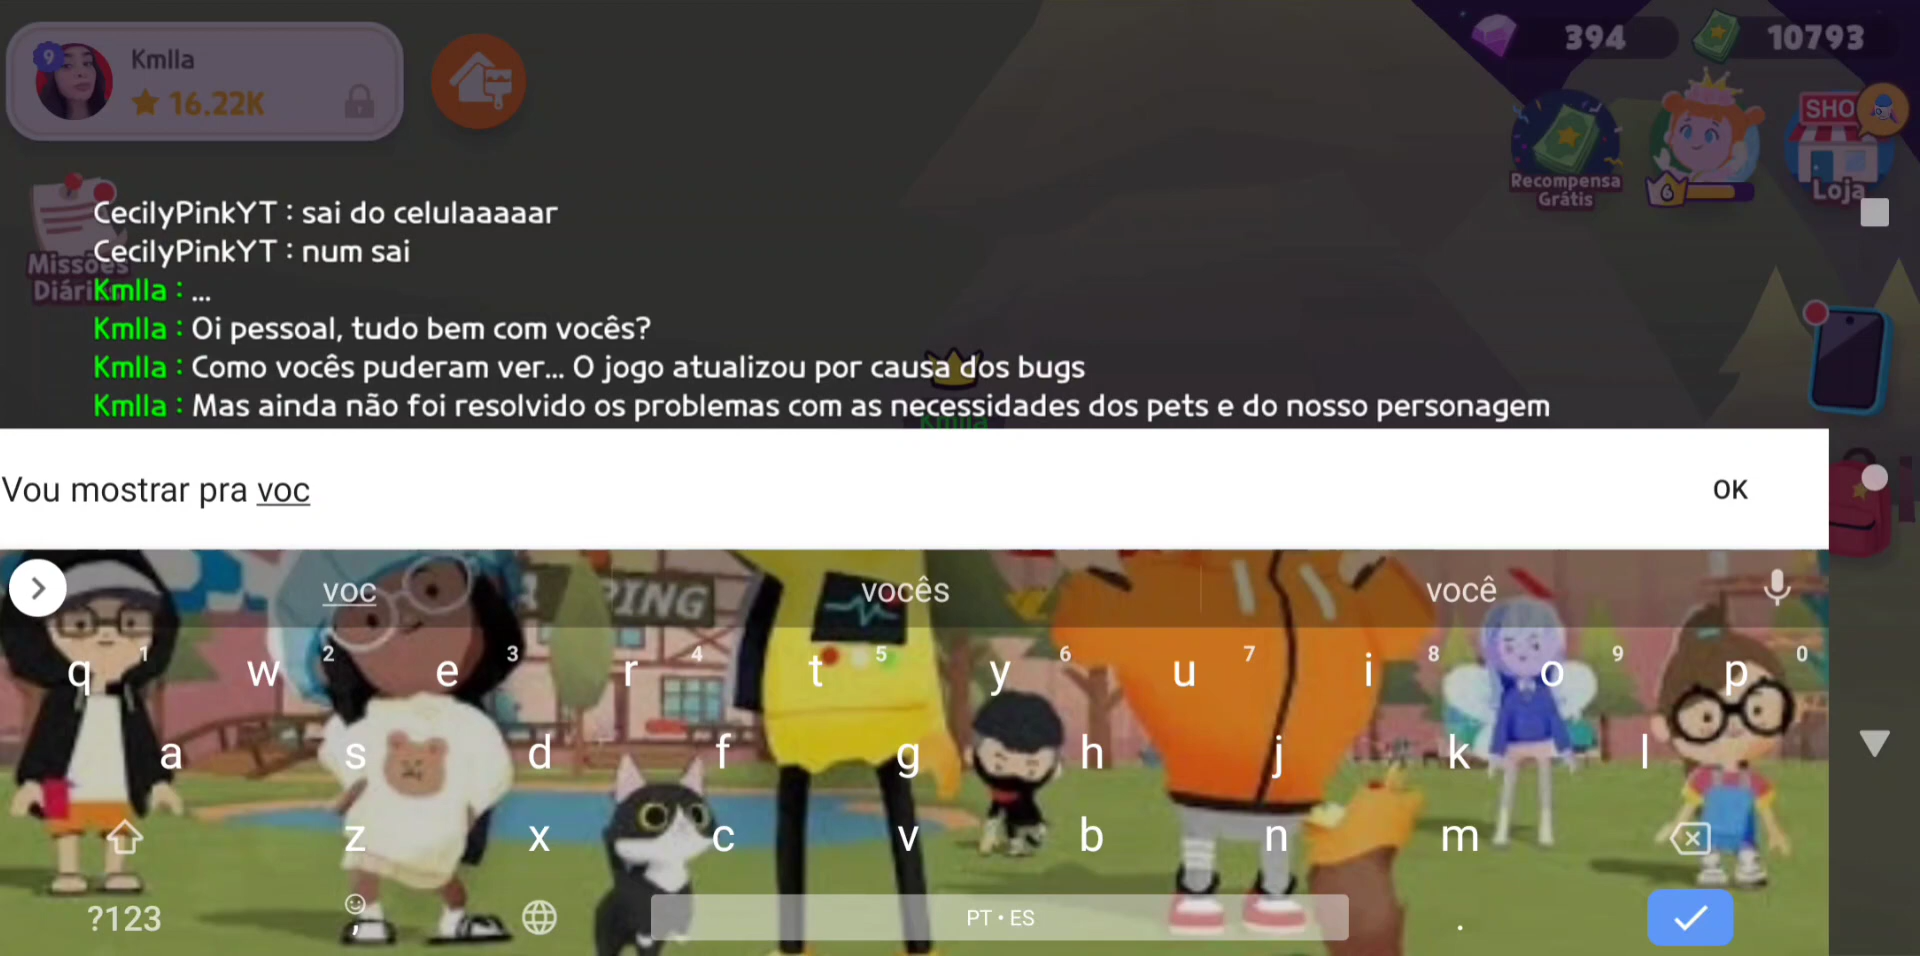 9
Kmlla
16.22K
394
10793
SHO
Recompensa
Grátis
6
Loja
Missões
Diári
CecilyPinkYT : sai do celulaaaaar
CecilyPinkYT : num sai
Kmlla : ...
Kmlla : Oi pessoal, tudo bem com vocês?
Kmlla : Como vocês puderam ver... O jogo atualizou por causa dos bugs
Kmlla : Mas ainda não foi resolvido os problemas com as necessidades dos pets e do nosso personagem
Kmlla
Vou mostrar pra voc
OK
voc vocês você
PING
q 1 w 2 e 3 r 4 t 5 y 6 u 7 i 8 o 9 p 0
a s d f g h j k l
z x c v b n m
?123 , PT • ES .